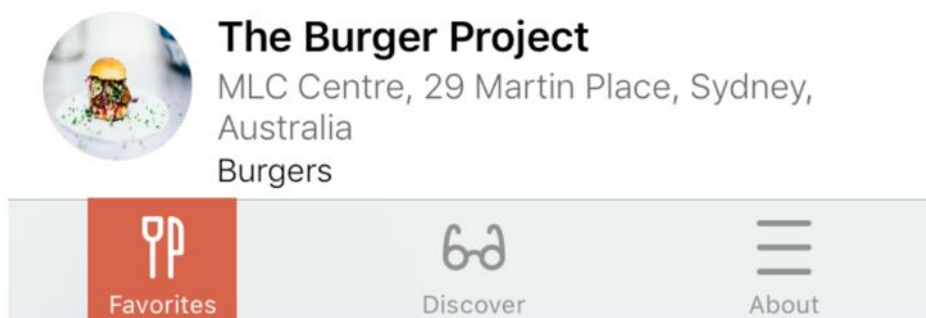 The Burger Project
MLC Centre, 29 Martin Place, Sydney,
Australia
Burgers
Favorites
Discover
About